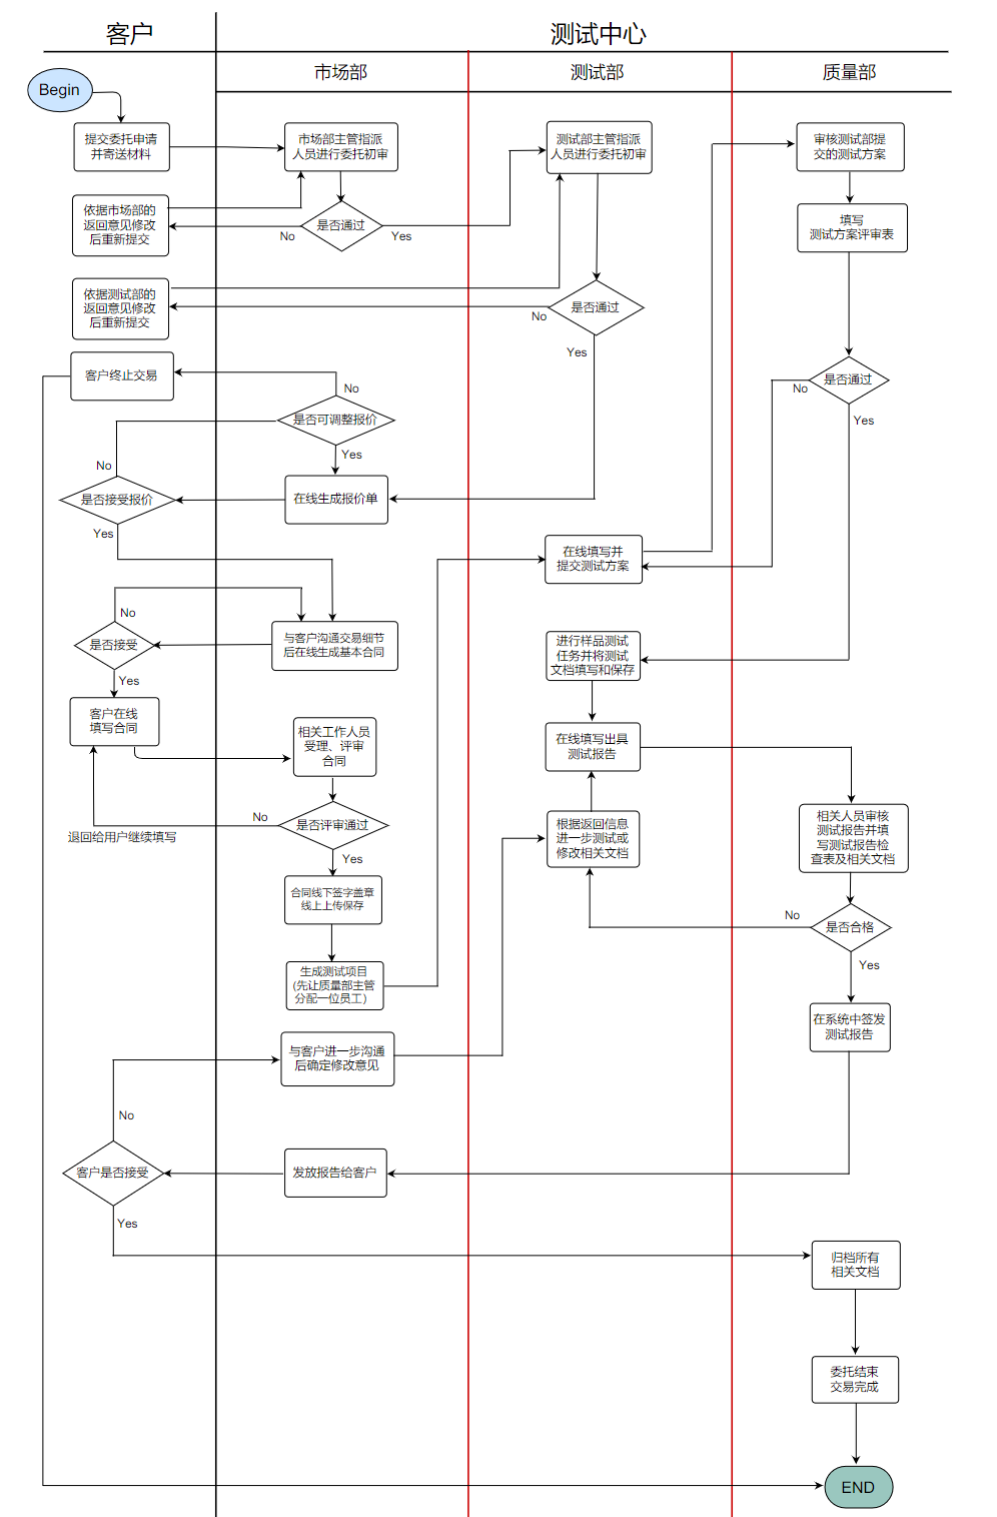 客户
测试中心
市场部
测试部
质量部
Begin
提交委托申请
并寄送材料
市场部主管指派
人员进行委托初审
测试部主管指派
人员进行委托初审
审核测试部提
交的测试方案
依据市场部的
返回意见修改
后重新提交
是否通过
No
Yes
填写
测试方案评审表
依据测试部的
返回意见修改
后重新提交
是否通过
No
Yes
客户终止交易
No
是否可调整报价
Yes
是否通过
No
Yes
No
是否接受报价
Yes
在线生成报价单
在线填写并
提交测试方案
No
是否接受
Yes
与客户沟通交易细节
后在线生成基本合同
进行样品测试
任务并将测试
文档填写和保存
客户在线
填写合同
相关工作人员
受理、评审
合同
在线填写出具
测试报告
No
是否评审通过
Yes
退回给用户继续填写
根据返回信息
进一步测试或
修改相关文档
相关人员审核
测试报告并填
写测试报告检
查表及相关文档
合同线下签字盖章
线上上传保存
No
是否合格
Yes
生成测试项目
(先让质量部主管
分配一位员工)
在系统中签发
测试报告
与客户进一步沟通
后确定修改意见
No
客户是否接受
Yes
发放报告给客户
归档所有
相关文档
委托结束
交易完成
END